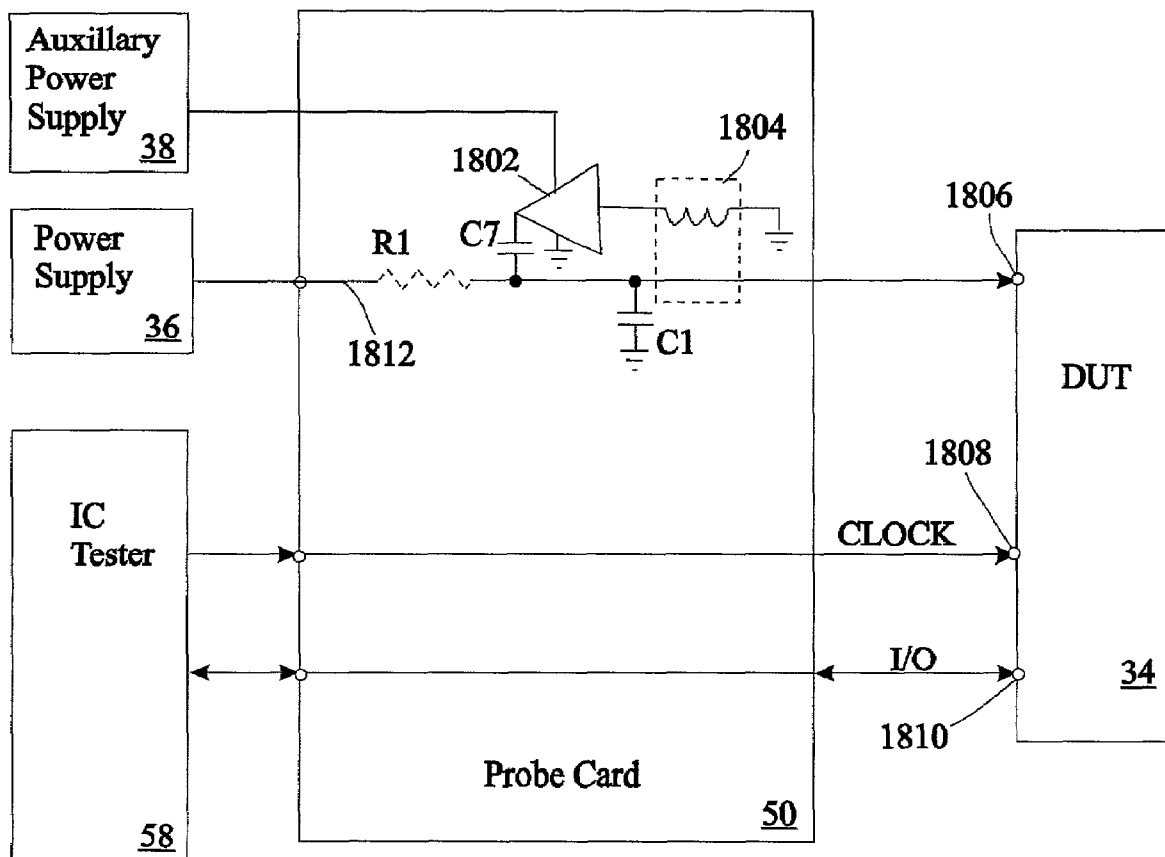 Auxillary
Power
Supply
38
1804
1802
1806
Power
Supply
36
C7
R1
1812
C1
DUT
1808
IC
Tester
CLOCK
I/O
34
1810
Probe Card
50
58